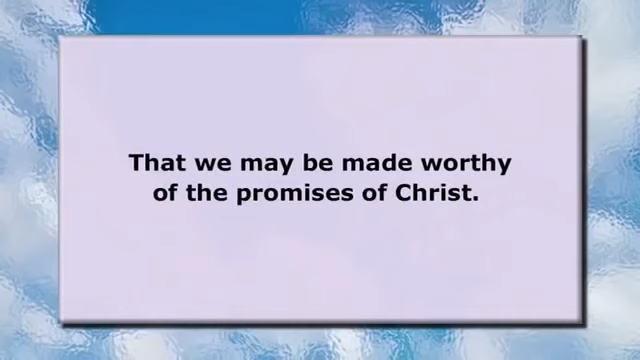 That we may be made worthy
of the promises of Christ.